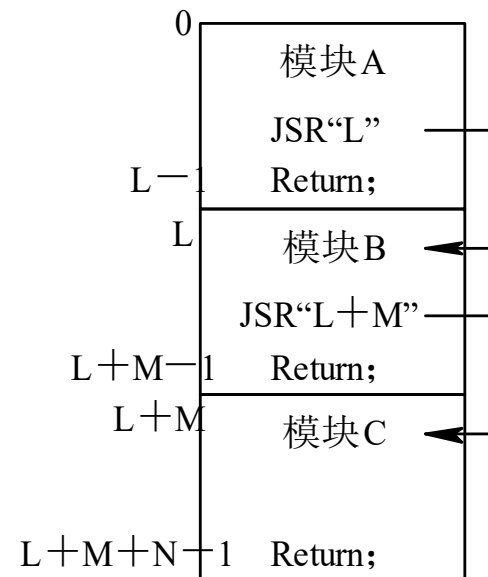 0
模块A
JSR“L”
L－1 Return；
L 模块B
JSR“L＋M”
L＋M－1 Return；
L＋M 模块C
L＋M＋N－1 Return；